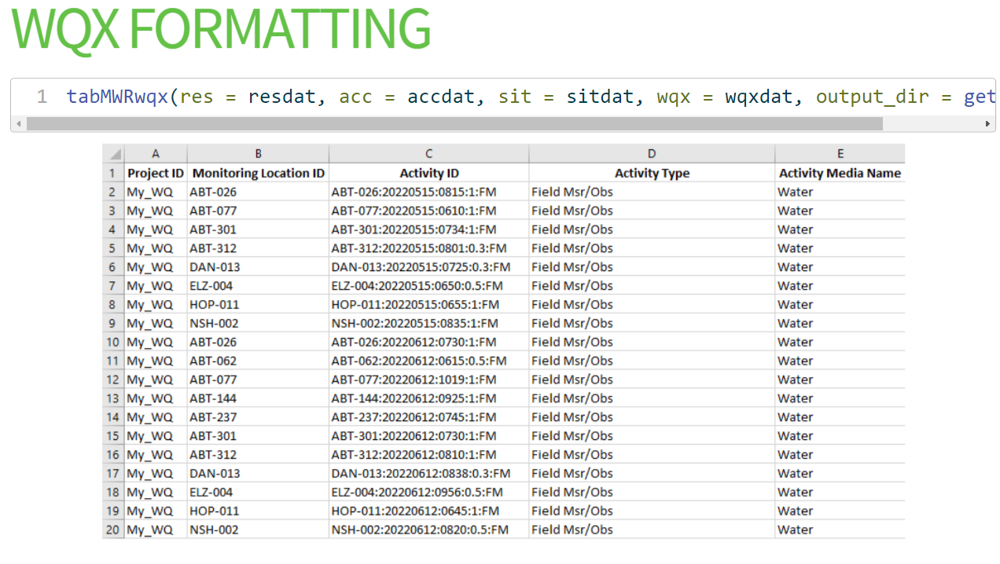 WQX FORMATTING
1 tabMWRwqx(res = resdat, acc = accdat, sit = sitdat, wqx = wqxdat, output_dir = get
A B C D E
1 Project ID Monitoring Location ID Activity ID Activity Type Activity Media Name
2 My_WQ ABT-026 ABT-026:20220515:0815:1:FM Field Msr/Obs Water
3 My_WQ ABT-077 ABT-077:20220515:0610:1:FM Field Msr/Obs Water
4 My_WQ ABT-301 ABT-301:20220515:0734:1:FM Field Msr/Obs Water
5 My_WQ ABT-312 ABT-312:20220515:0801:0.3:FM Field Msr/Obs Water
6 My_WQ DAN-013 DAN-013:20220515:0725:0.3:FM Field Msr/Obs Water
7 My_WQ ELZ-004 ELZ-004:20220515:0650:0.5:FM Field Msr/Obs Water
8 My_WQ HOP-011 HOP-011:20220515:0655:1:FM Field Msr/Obs Water
9 My_WQ NSH-002 NSH-002:20220515:0835:1:FM Field Msr/Obs Water
10 My_WQ ABT-026 ABT-026:20220612:0730:1:FM Field Msr/Obs Water
11 My_WQ ABT-062 ABT-062:20220612:0615:0.5:FM Field Msr/Obs Water
12 My_WQ ABT-077 ABT-077:20220612:1019:1:FM Field Msr/Obs Water
13 My_WQ ABT-144 ABT-144:20220612:0925:1:FM Field Msr/Obs Water
14 My_WQ ABT-237 ABT-237:20220612:0745:1:FM Field Msr/Obs Water
15 My_WQ ABT-301 ABT-301:20220612:0730:1:FM Field Msr/Obs Water
16 My_WQ ABT-312 ABT-312:20220612:0810:1:FM Field Msr/Obs Water
17 My_WQ DAN-013 DAN-013:20220612:0838:0.3:FM Field Msr/Obs Water
18 My_WQ ELZ-004 ELZ-004:20220612:0956:0.5:FM Field Msr/Obs Water
19 My_WQ HOP-011 HOP-011:20220612:0645:1:FM Field Msr/Obs Water
20 My_WQ NSH-002 NSH-002:20220612:0820:0.5:FM Field Msr/Obs Water